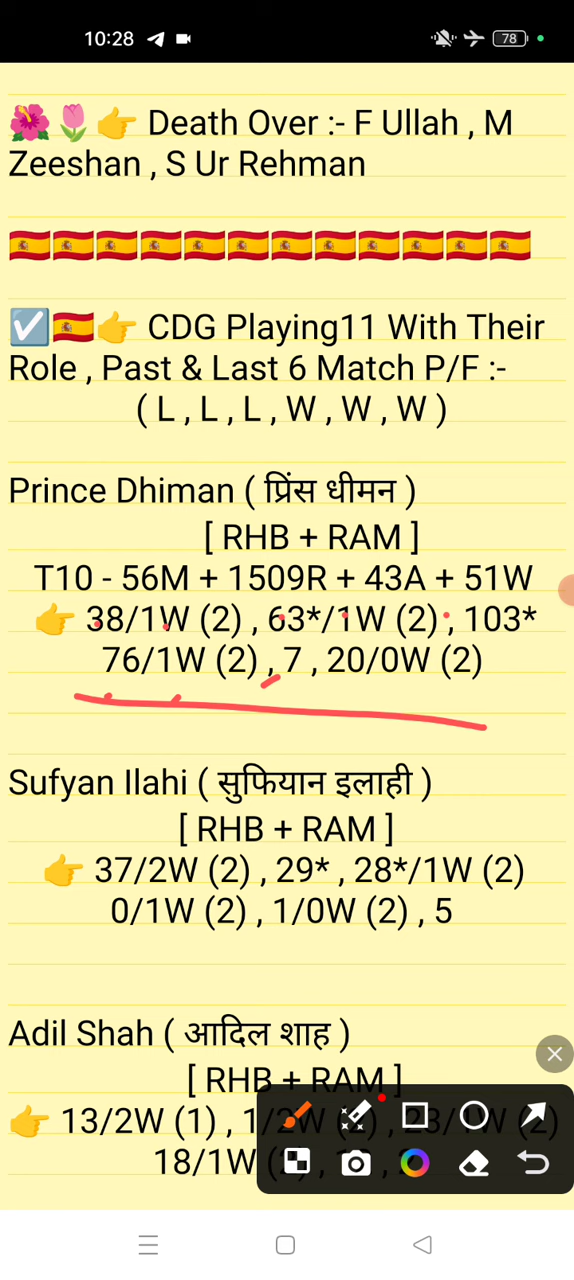 10:28 78
🌺🌷👉 Death Over :- F Ullah , M
Zeeshan , S Ur Rehman
🇪🇸🇪🇸🇪🇸🇪🇸🇪🇸🇪🇸🇪🇸🇪🇸🇪🇸🇪🇸🇪🇸🇪🇸
☑️🇪🇸👉 CDG Playing11 With Their
Role , Past & Last 6 Match P/F :-
( L , L , L , W , W , W )
Prince Dhiman ( प्रिंस धीमन )
[ RHB + RAM ]
T10 - 56M + 1509R + 43A + 51W
👉 38/1W (2) , 63*/1W (2) , 103*
76/1W (2) , 7 , 20/0W (2)
Sufyan Ilahi ( सुफियान इलाही )
[ RHB + RAM ]
👉 37/2W (2) , 29* , 28*/1W (2)
0/1W (2) , 1/0W (2) , 5
Adil Shah ( आदिल शाह )
[ RHB + RAM ]
👉 13/2W (1) , 1/2W
18/1W